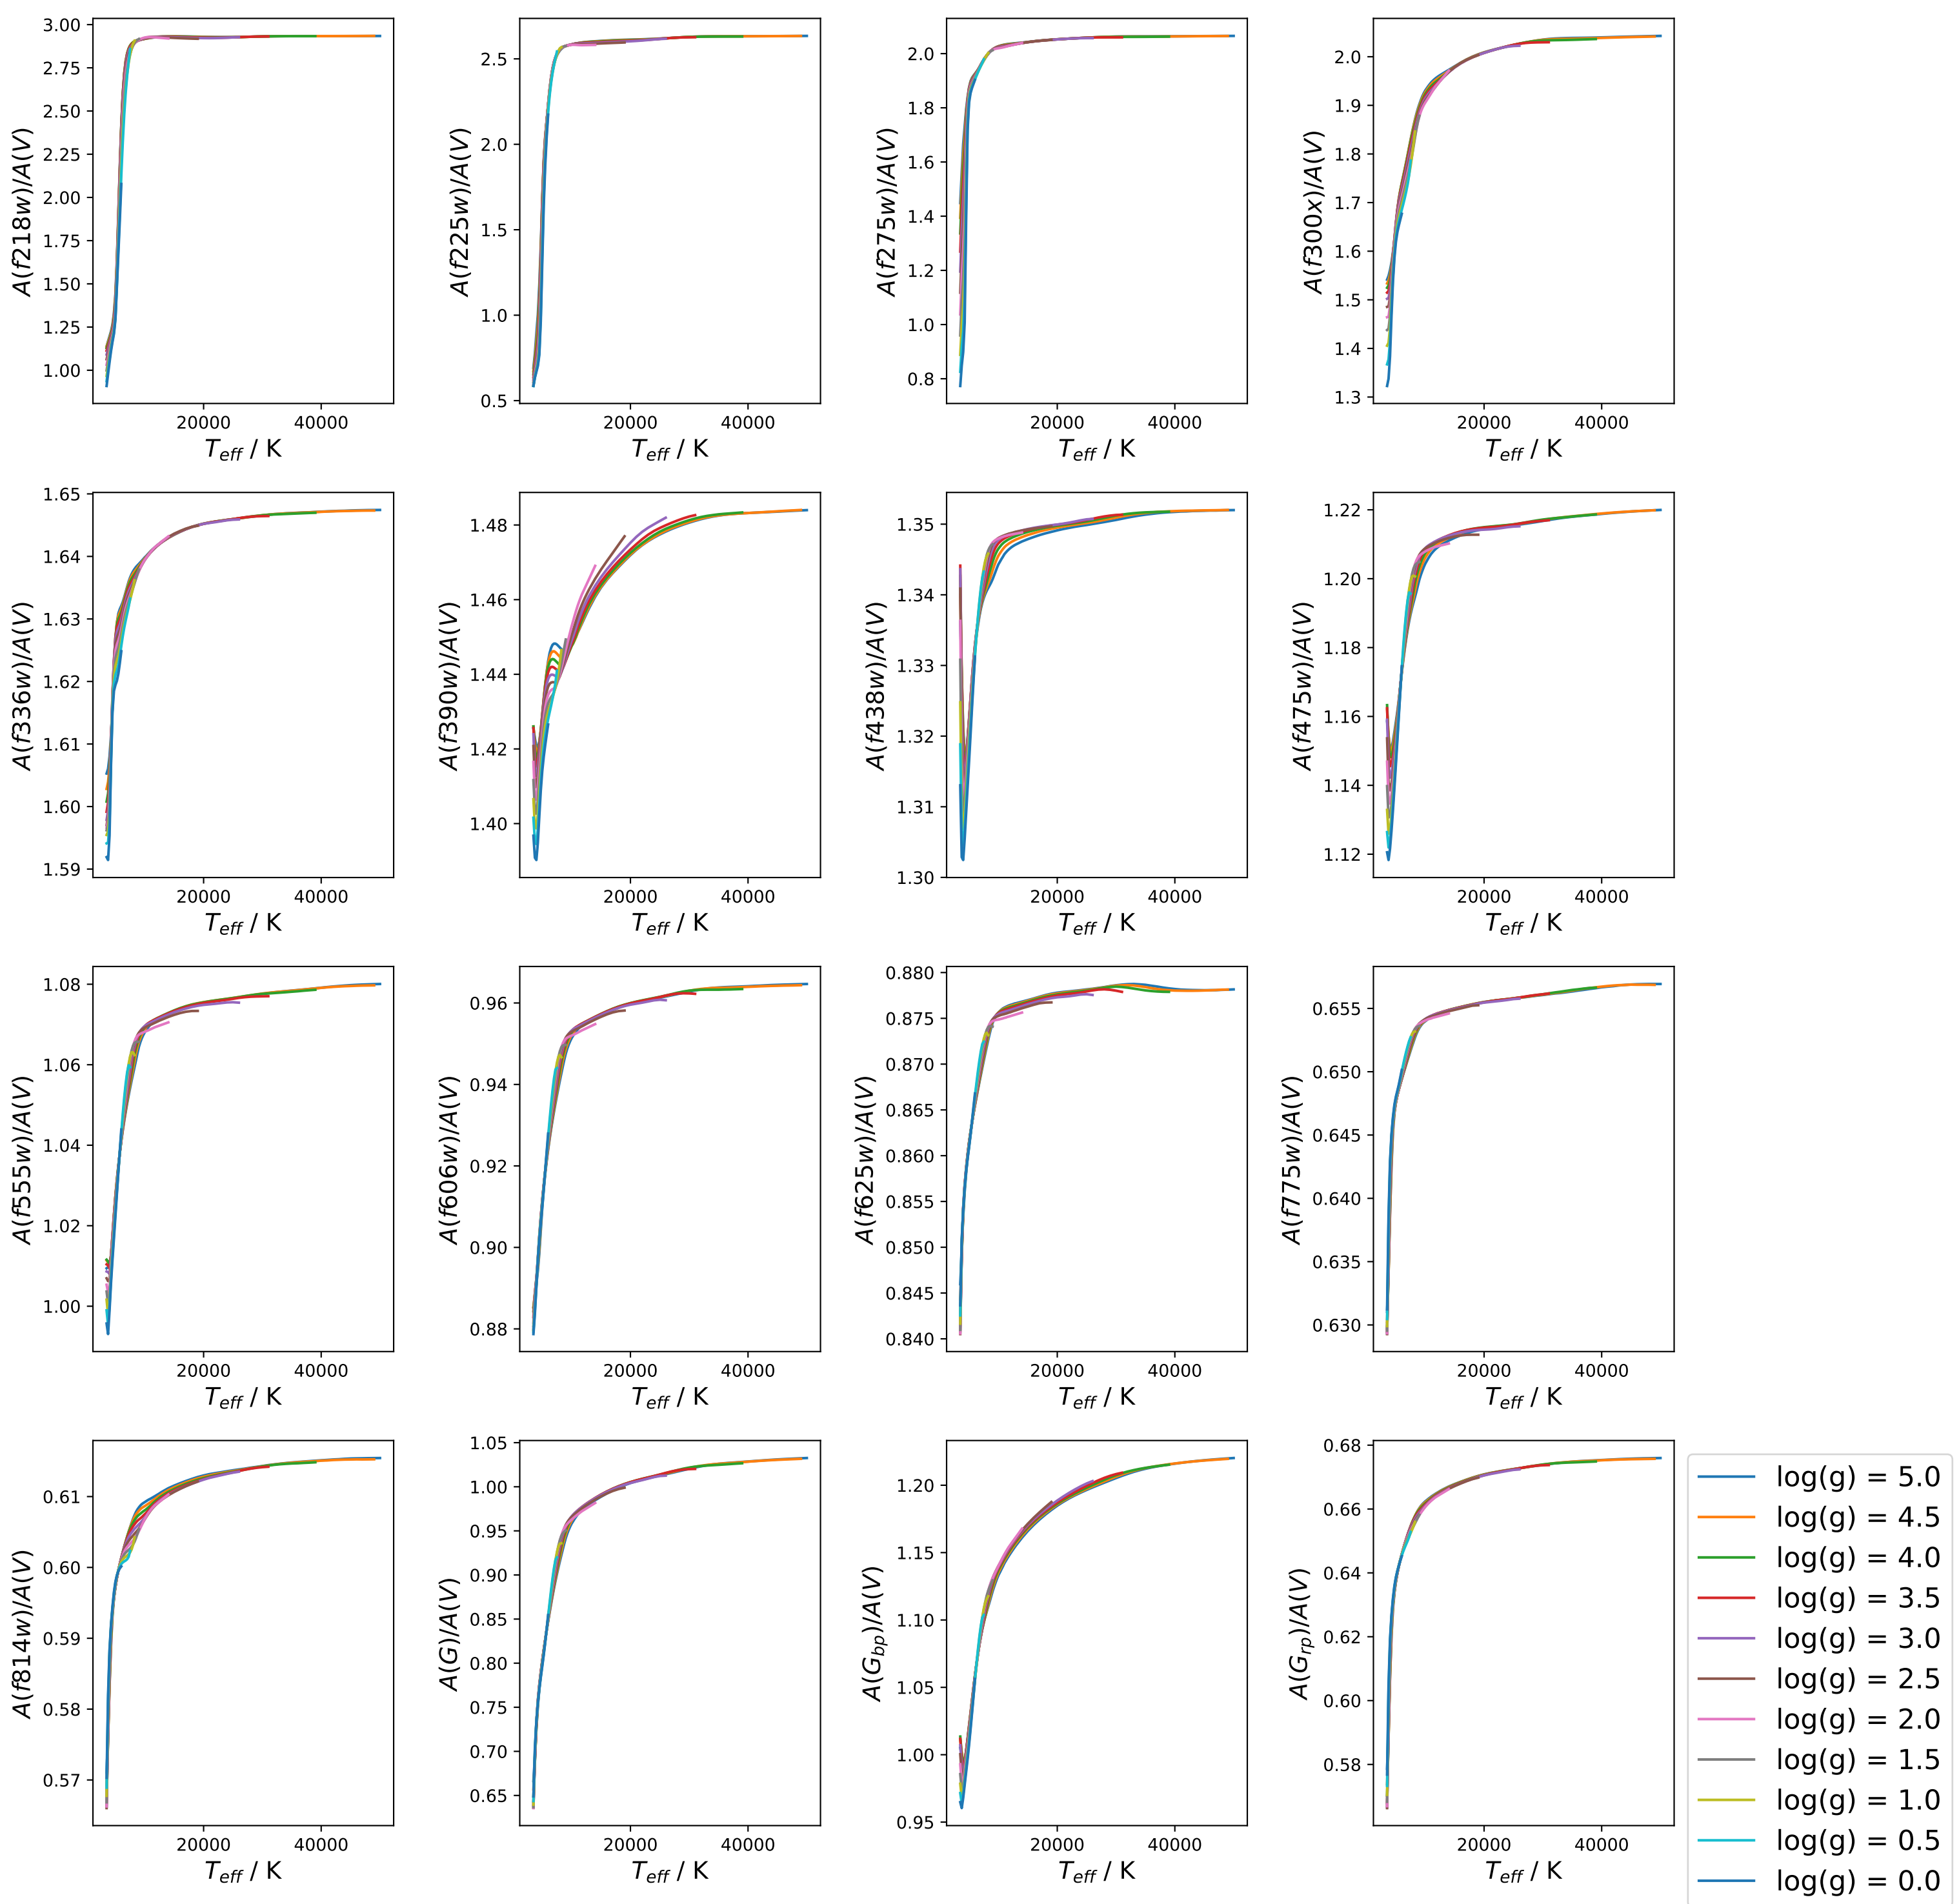 3.00
2.75
2.50
2.25
2.00
1.75
1.50
1.25
1.00
A(f218w)/A(V)
20000 40000
T_eff / K
2.5
2.0
1.5
1.0
0.5
A(f225w)/A(V)
20000 40000
T_eff / K
2.0
1.8
1.6
1.4
1.2
1.0
0.8
A(f275w)/A(V)
20000 40000
T_eff / K
2.0
1.9
1.8
1.7
1.6
1.5
1.4
1.3
A(f300x)/A(V)
20000 40000
T_eff / K
1.65
1.64
1.63
1.62
1.61
1.60
1.59
A(f336w)/A(V)
20000 40000
T_eff / K
1.48
1.46
1.44
1.42
1.40
A(f390w)/A(V)
20000 40000
T_eff / K
1.35
1.34
1.33
1.32
1.31
1.30
A(f438w)/A(V)
20000 40000
T_eff / K
1.22
1.20
1.18
1.16
1.14
1.12
A(f475w)/A(V)
20000 40000
T_eff / K
1.08
1.06
1.04
1.02
1.00
A(f555w)/A(V)
20000 40000
T_eff / K
0.96
0.94
0.92
0.90
0.88
A(f606w)/A(V)
20000 40000
T_eff / K
0.880
0.875
0.870
0.865
0.860
0.855
0.850
0.845
0.840
A(f625w)/A(V)
20000 40000
T_eff / K
0.655
0.650
0.645
0.640
0.635
0.630
A(f775w)/A(V)
20000 40000
T_eff / K
0.61
0.60
0.59
0.58
0.57
A(f814w)/A(V)
20000 40000
T_eff / K
1.05
1.00
0.95
0.90
0.85
0.80
0.75
0.70
0.65
A(G)/A(V)
20000 40000
T_eff / K
1.20
1.15
1.10
1.05
1.00
0.95
A(G_bp)/A(V)
20000 40000
T_eff / K
0.68
0.66
0.64
0.62
0.60
0.58
A(G_rp)/A(V)
20000 40000
T_eff / K
log(g) = 5.0
log(g) = 4.5
log(g) = 4.0
log(g) = 3.5
log(g) = 3.0
log(g) = 2.5
log(g) = 2.0
log(g) = 1.5
log(g) = 1.0
log(g) = 0.5
log(g) = 0.0